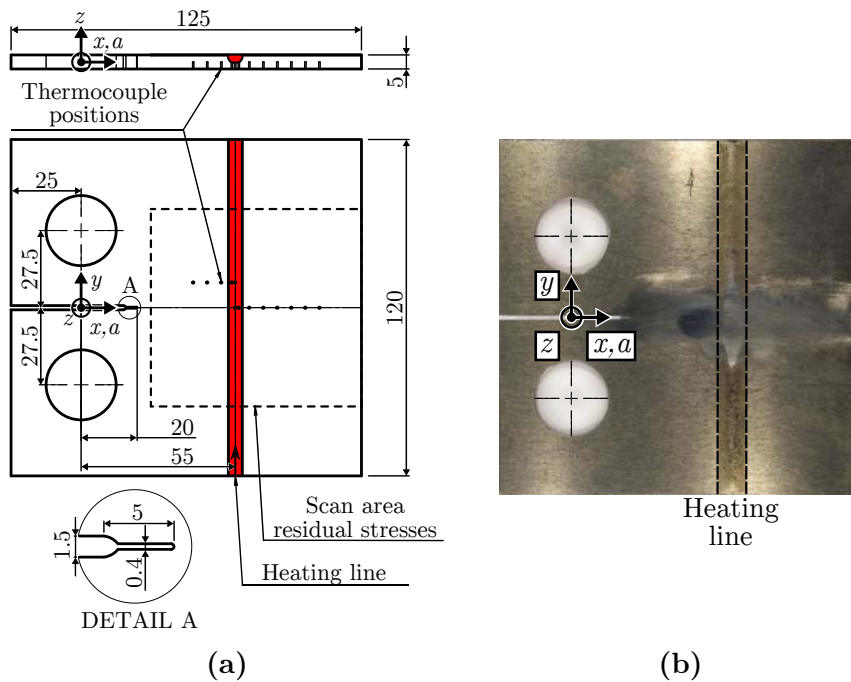 z
125
x,a
5
Thermocouple
positions
25
27.5
y
A
z
x,a
27.5
120
20
55
Scan area
residual stresses
Heating line
5
1.5
0.4
DETAIL A
(a)
y
z
x,a
Heating
line
(b)